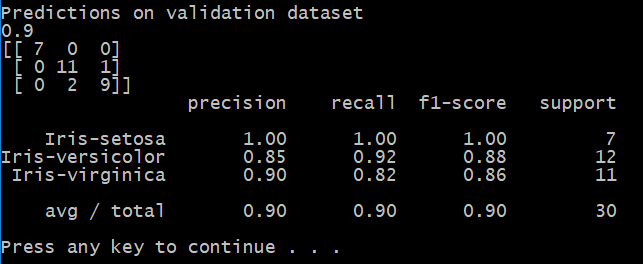 Predictions on validation dataset
0.9
[[ 7  0  0]
 [ 0 11  1]
 [ 0  2  9]]
                 precision    recall  f1-score   support

    Iris-setosa       1.00      1.00      1.00         7
Iris-versicolor       0.85      0.92      0.88        12
 Iris-virginica       0.90      0.82      0.86        11

    avg / total       0.90      0.90      0.90        30

Press any key to continue . . .